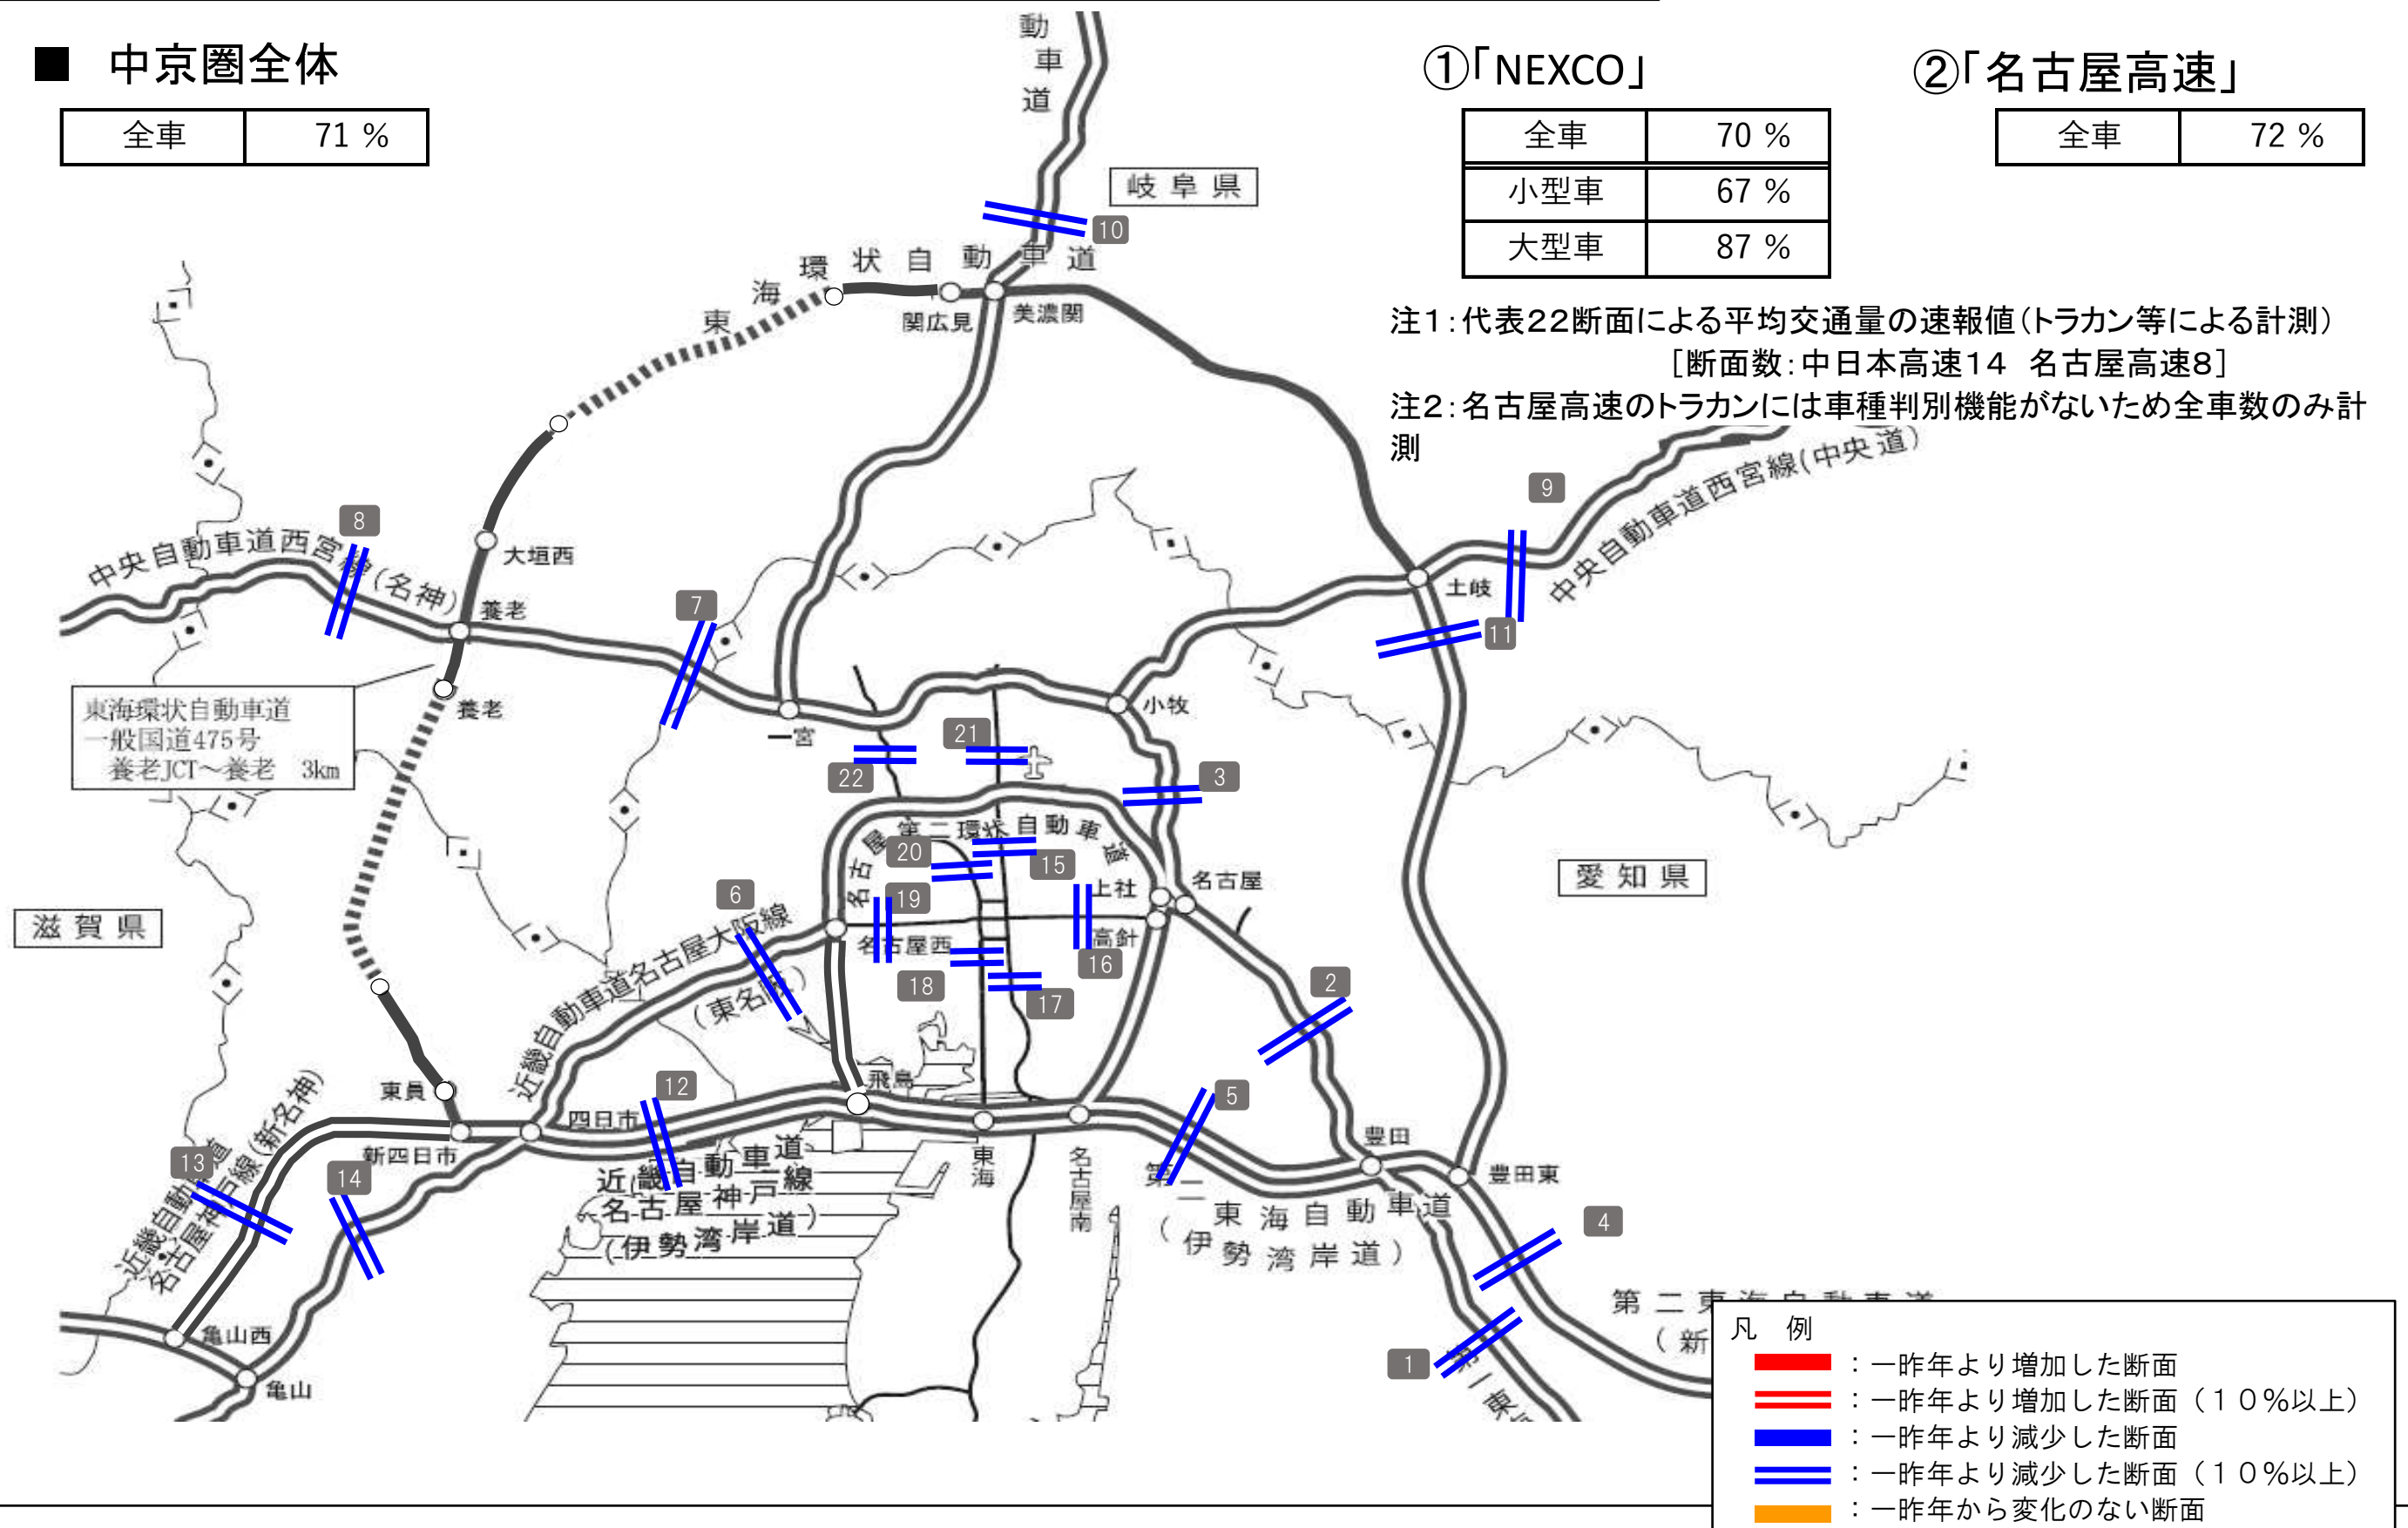 ■ 中京圏全体
全車 71 %
①｢NEXCO｣
全車 70 %
小型車 67 %
大型車 87 %
②｢名古屋高速｣
全車 72 %
注1:代表22断面による平均交通量の速報値(トラカン等による計測)
[断面数:中日本高速14 名古屋高速8]
注2:名古屋高速のトラカンには車種判別機能がないため全車数のみ計
測
動車道
岐阜県
10
東海環状自動車道
関広見
美濃関
9
中央自動車道西宮線(中央道)
8
中央自動車道西宮線(名神)
大垣西
養老
7
土岐
11
東海環状自動車道
一般国道475号
養老JCT～養老 3km
養老
一宮
小牧
21
22
3
名古屋第二環状自動車道
20
15
上社
名古屋
愛知県
19
6
滋賀県
名古屋西
高針
16
近畿自動車道名古屋大阪線
(東名阪)
18
17
2
東員
飛島
12
四日市
5
新四日市
13
14
近畿自動車道
名古屋神戸線(新名神)
近畿自動車道
名古屋神戸線
(伊勢湾岸道)
東海
名古屋南
豊田
豊田東
第二東海自動車道
(伊勢湾岸道)
4
亀山西
亀山
1
第一東
第二東海自動車道
(新
凡 例
：一昨年より増加した断面
：一昨年より増加した断面（１０％以上）
：一昨年より減少した断面
：一昨年より減少した断面（１０％以上）
：一昨年から変化のない断面